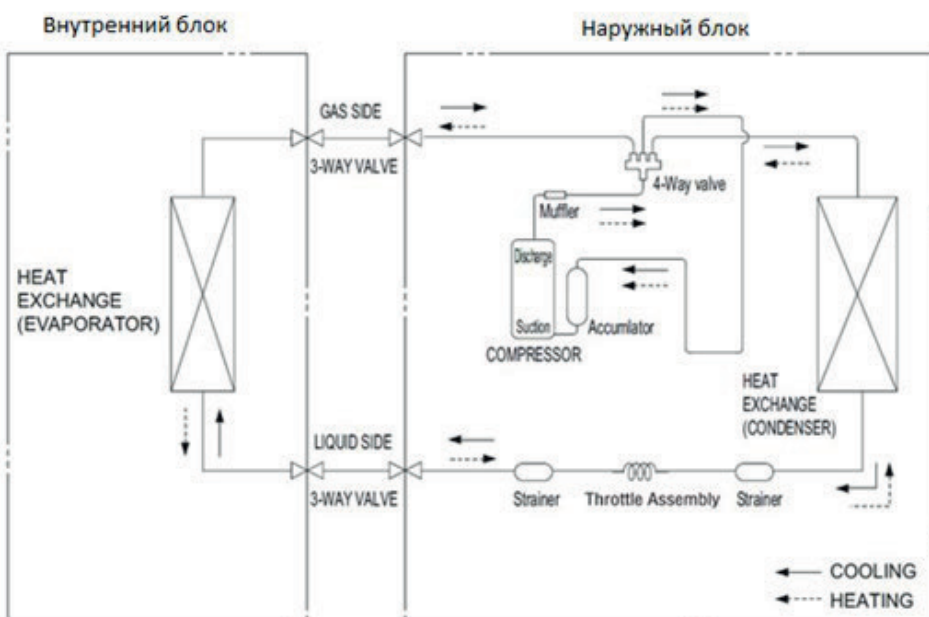 Внутренний блок
Наружный блок
GAS SIDE
3-WAY VALVE
4-Way valve
Muffler
Discharge
HEAT
EXCHANGE
(EVAPORATOR)
Suction
Accumlator
COMPRESSOR
HEAT
EXCHANGE
(CONDENSER)
LIQUID SIDE
3-WAY VALVE
Strainer
Throttle Assembly
Strainer
COOLING
HEATING